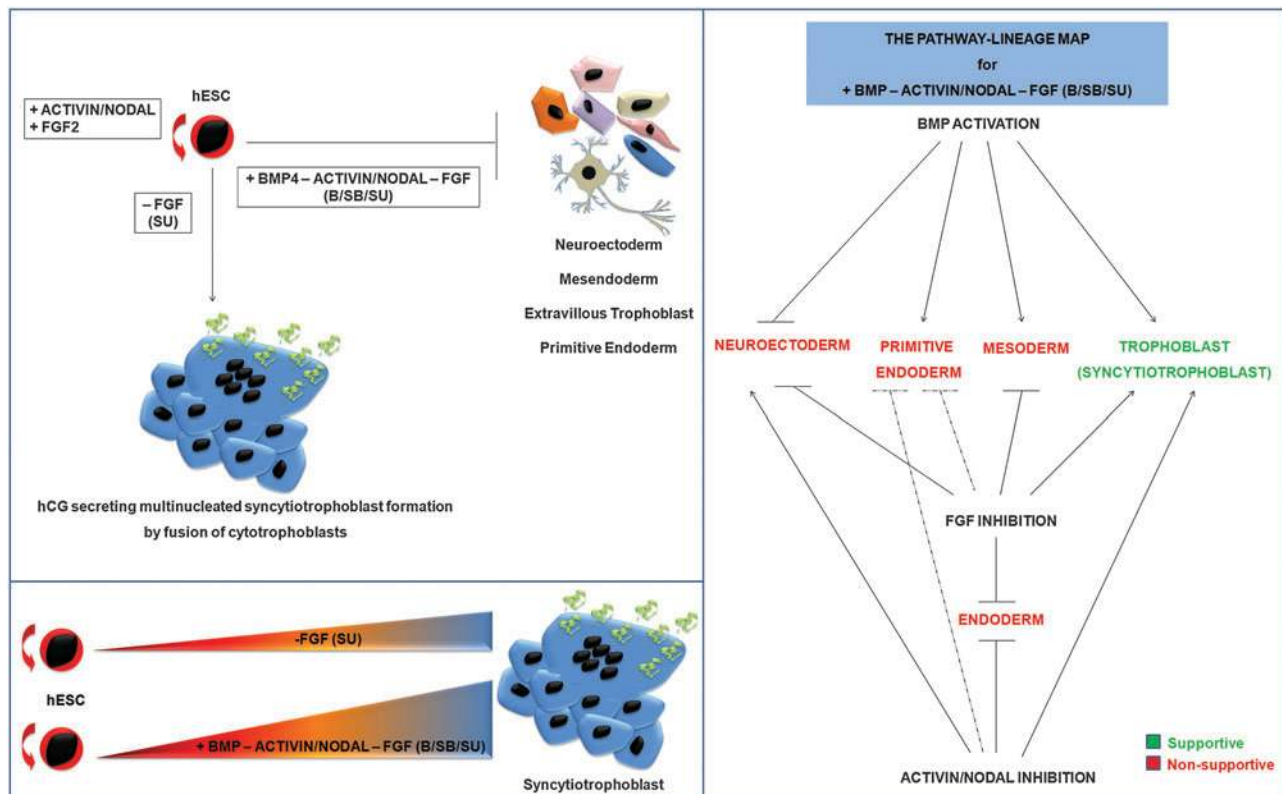 + ACTIVIN/NODAL
+ FGF2
hESC
+ BMP4 – ACTIVIN/NODAL – FGF
(B/SB/SU)
– FGF
(SU)
Neuroectoderm
Mesendoderm
Extravillous Trophoblast
Primitive Endoderm
hCG secreting multinucleated syncytiotrophoblast formation
by fusion of cytotrophoblasts
-FGF (SU)
hESC
+ BMP – ACTIVIN/NODAL – FGF (B/SB/SU)
Syncytiotrophoblast
THE PATHWAY-LINEAGE MAP
for
+ BMP – ACTIVIN/NODAL – FGF (B/SB/SU)
BMP ACTIVATION
NEUROECTODERM
PRIMITIVE
ENDODERM
MESODERM
TROPHOBLAST
(SYNCYTIOTROPHOBLAST)
FGF INHIBITION
ENDODERM
ACTIVIN/NODAL INHIBITION
Supportive
Non-supportive